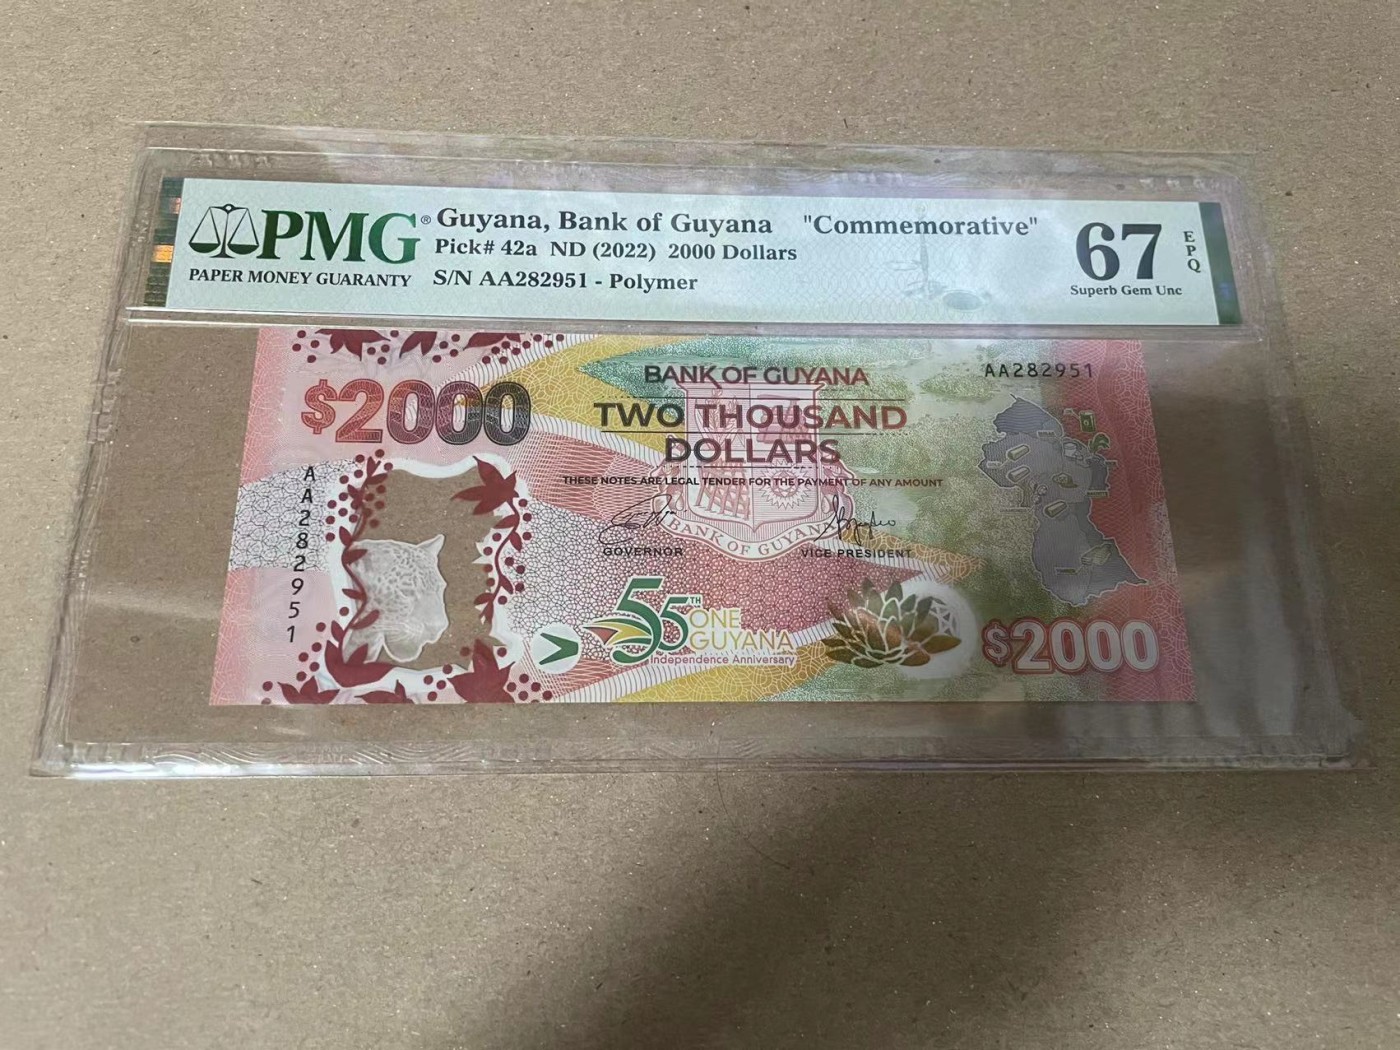 PMG®
PAPER MONEY GUARANTY
Guyana, Bank of Guyana "Commemorative"
Pick# 42a ND (2022) 2000 Dollars
S/N AA282951 - Polymer
67
EPQ
Superb Gem Unc
$2000
BANK OF GUYANA
AA282951
TWO THOUSAND
DOLLARS
THESE NOTES ARE LEGAL TENDER FOR THE PAYMENT OF ANY AMOUNT
AA282951
BANK OF GUYANA
GOVERNOR
VICE PRESIDENT
55TH ONE
GUYANA
Independence Anniversary
$2000